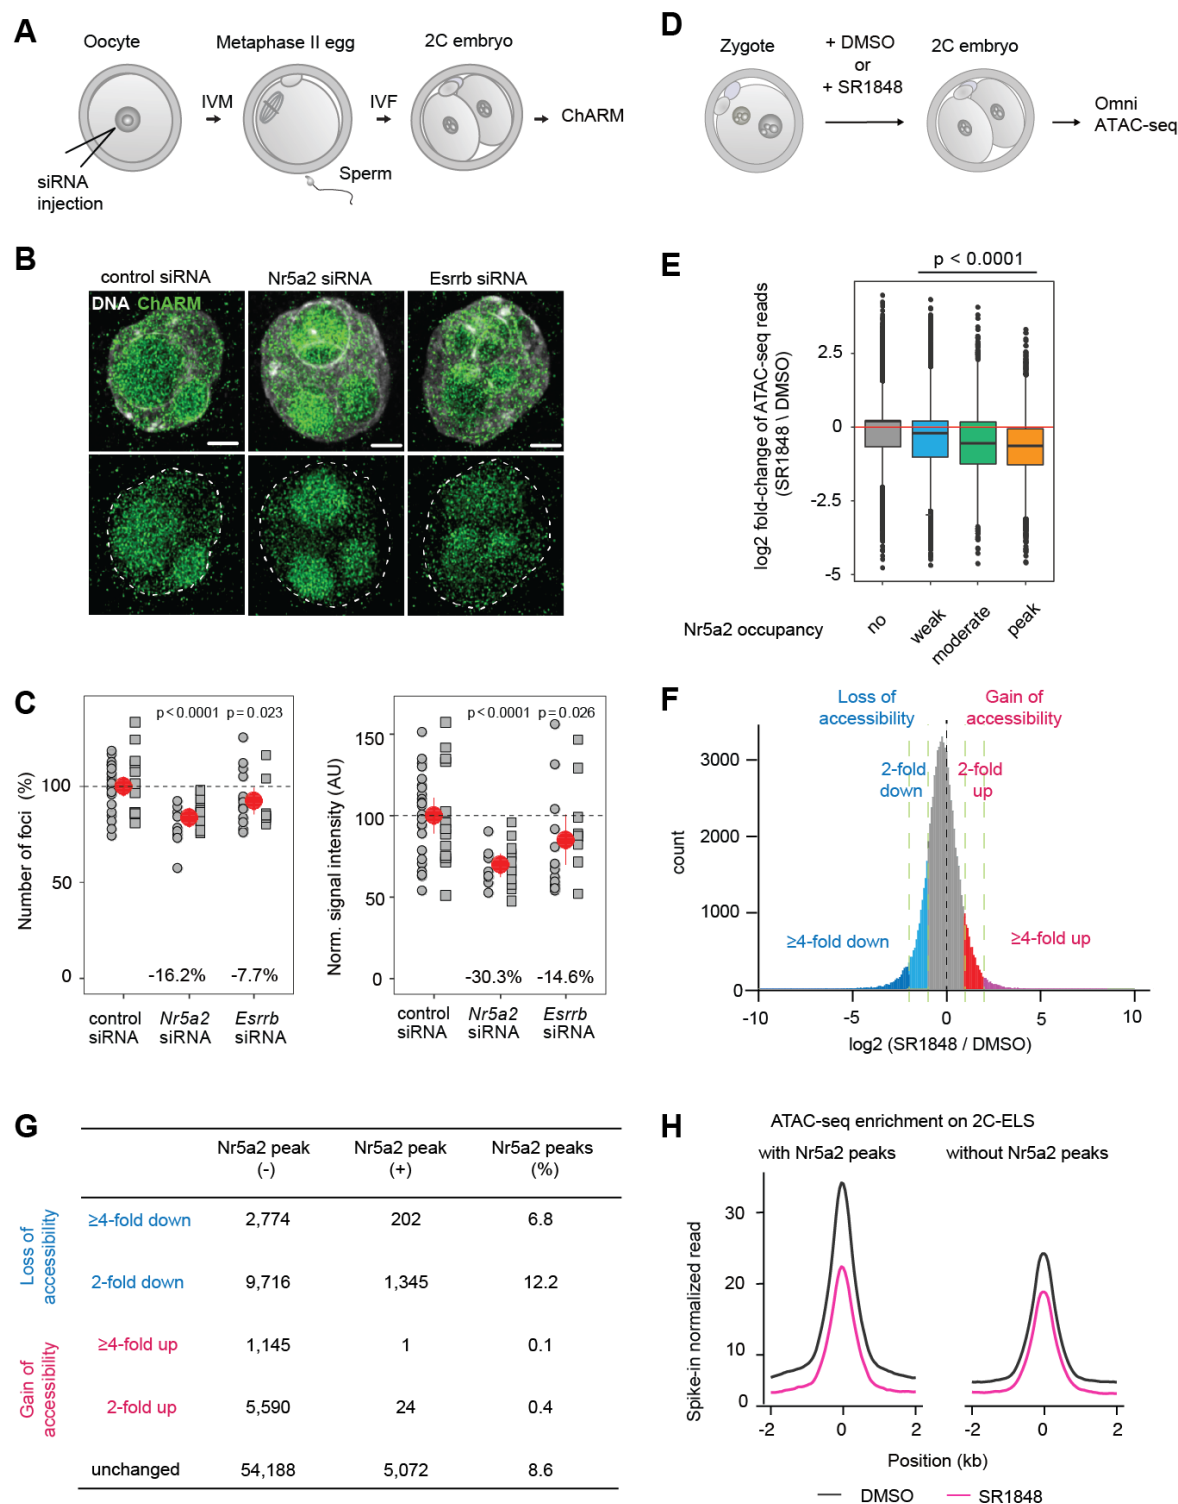 A
Oocyte
Metaphase II egg
2C embryo
IVM
IVF
ChARM
siRNA
injection
Sperm
D
Zygote
+ DMSO
or
+ SR1848
2C embryo
Omni
ATAC-seq
B
control siRNA
Nr5a2 siRNA
Esrrb siRNA
DNA ChARM
E
p < 0.0001
log2 fold-change of ATAC-seq reads
(SR1848 \ DMSO)
2.5
0
-2.5
-5
Nr5a2 occupancy
no
weak
moderate
peak
C
p<0.0001 p=0.023
Number of foci (%)
100
50
0
-16.2%
-7.7%
control
siRNA
Nr5a2
siRNA
Esrrb
siRNA
p<0.0001 p=0.026
Norm. signal intensity (AU)
150
100
50
0
-30.3%
-14.6%
control
siRNA
Nr5a2
siRNA
Esrrb
siRNA
F
Loss of
accessibility
Gain of
accessibility
2-fold
down
2-fold
up
≥4-fold down
≥4-fold up
count
3000
2000
1000
0
-10
-5
0
5
10
log2 (SR1848 / DMSO)
G
Nr5a2 peak
(-)
Nr5a2 peak
(+)
Nr5a2 peaks
(%)
Loss of
accessibility
≥4-fold down 2,774 202 6.8
2-fold down 9,716 1,345 12.2
Gain of
accessibility
≥4-fold up 1,145 1 0.1
2-fold up 5,590 24 0.4
unchanged 54,188 5,072 8.6
H
ATAC-seq enrichment on 2C-ELS
with Nr5a2 peaks
without Nr5a2 peaks
Spike-in normalized read
30
20
10
0
-2
0
2
-2
0
2
Position (kb)
DMSO
SR1848